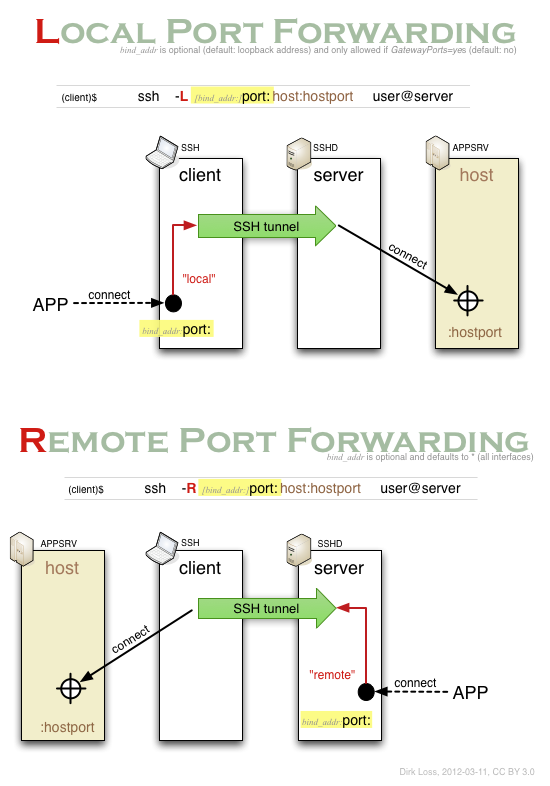 LOCAL PORT FORWARDING
bind_addr is optional (default: loopback address) and only allowed if GatewayPorts=yes (default: no)
(client)$ ssh -L [bind_addr:]port:host:hostport user@server
SSH SSHD APPSRV
client server host
SSH tunnel
connect
"local"
APP connect
bind_addr:port:
:hostport
REMOTE PORT FORWARDING
bind_addr is optional and defaults to * (all interfaces)
(client)$ ssh -R [bind_addr:]port:host:hostport user@server
APPSRV SSH SSHD
host client server
SSH tunnel
connect
"remote"
connect APP
bind_addr:port:
:hostport
Dirk Loss, 2012-03-11, CC BY 3.0